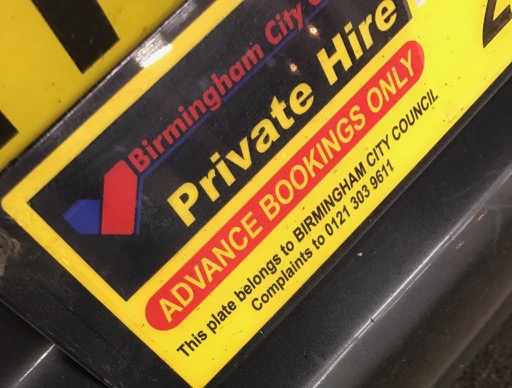 Birmingham City
Private Hire
ADVANCE BOOKINGS ONLY
This plate belongs to BIRMINGHAM CITY COUNCIL
Complaints to 0121 303 9611